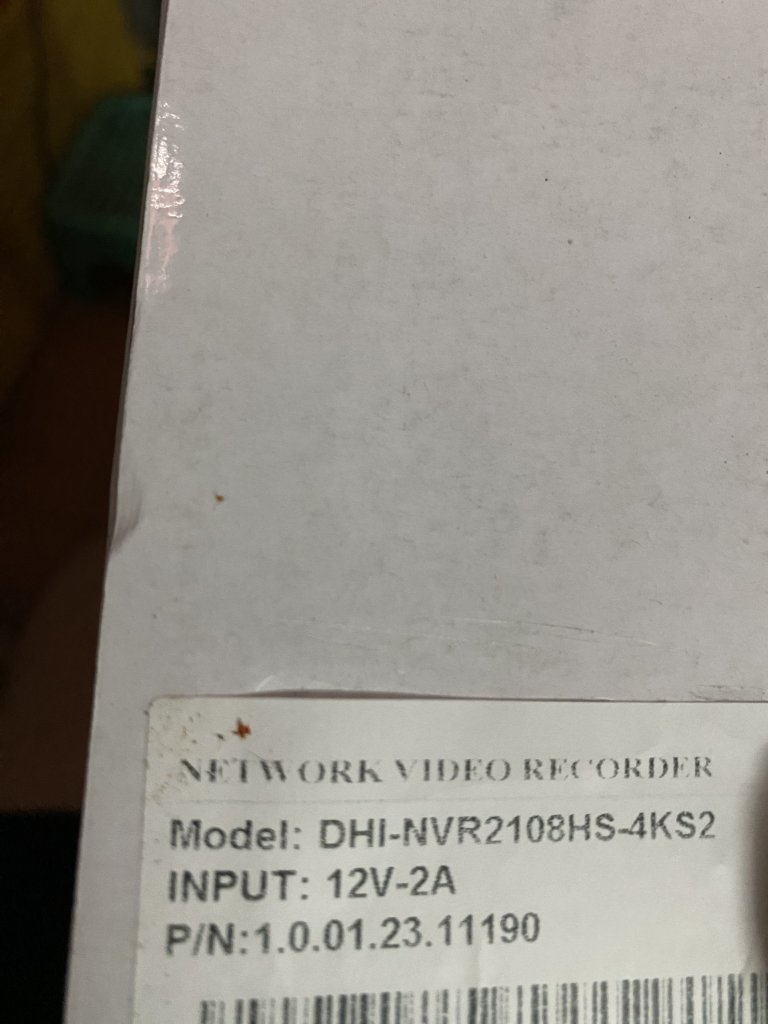 NETWORK VIDEO RECORDER
Model: DHI-NVR2108HS-4KS2
INPUT: 12V-2A
P/N:1.0.01.23.11190